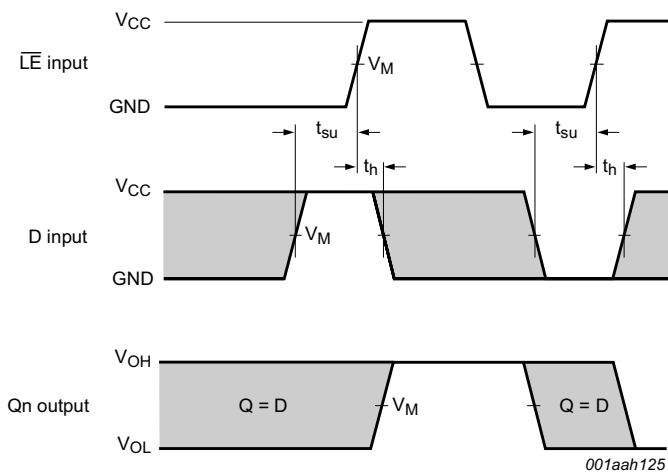 VCC
LE input
VM
GND
tsu
tsu
th
th
VCC
D input
VM
GND
VOH
Qn output
Q = D
VM
Q = D
VOL
001aah125